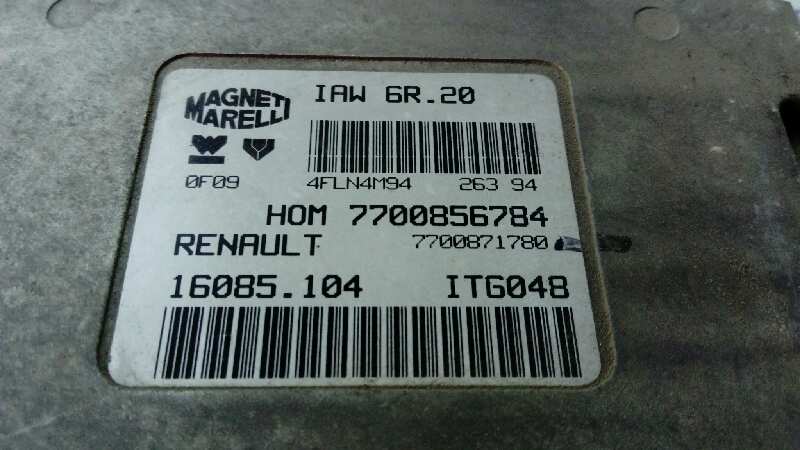 MAGNETI MARELLI
IAW 6R.20
0F09 4FLN4M94 263 94
HOM 7700856784
RENAULT 7700871780
16085.104 ITG048